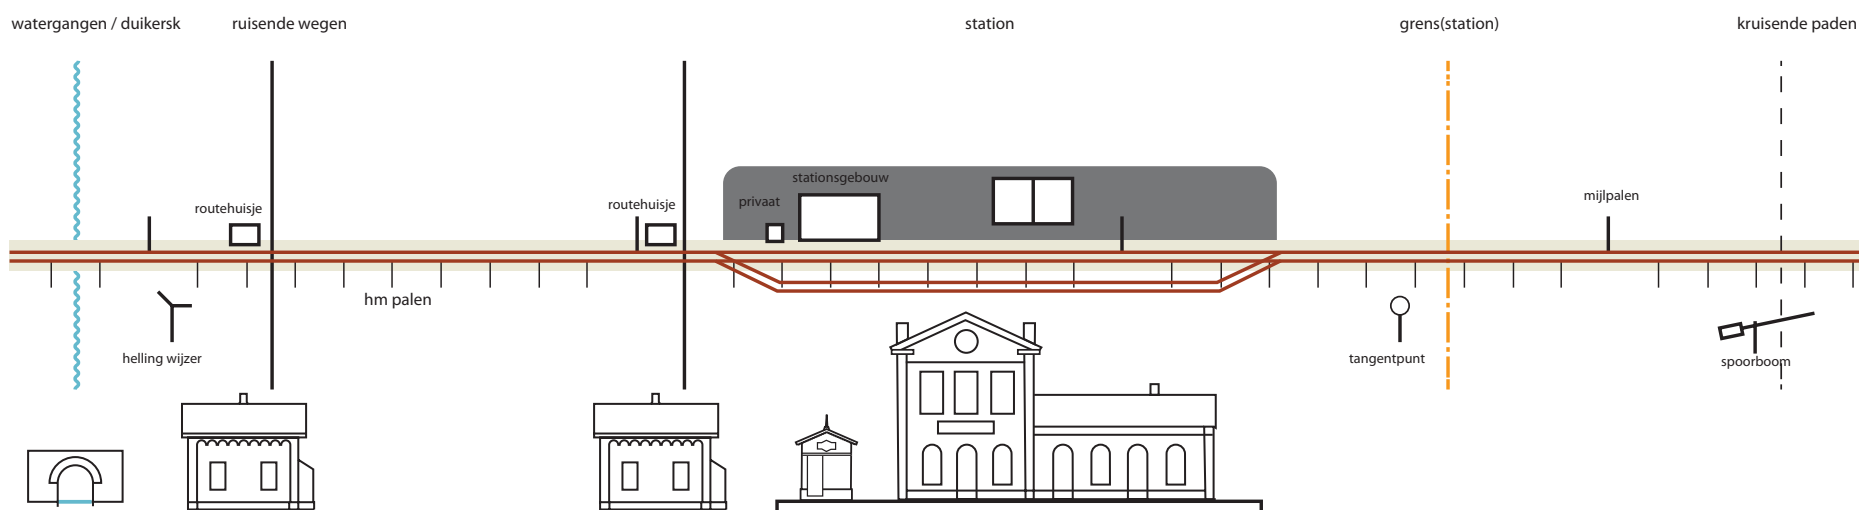 watergangen / duikersk
ruisende wegen
station
grens(station)
kruisende paden
routehuisje
routehuisje
privaat
stationsgebouw
mijlpalen
hm palen
helling wijzer
tangentpunt
spoorboom